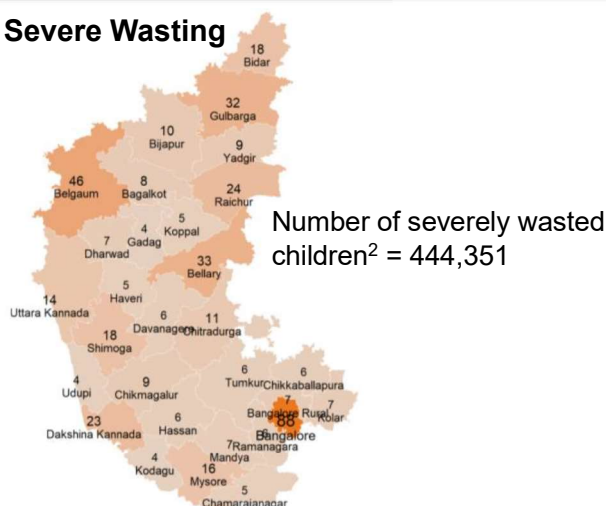 Severe Wasting
18
Bidar
32
Gulbarga
10
Bijapur
9
Yadgir
46
Belgaum
8
Bagalkot
24
Raichur
5
Koppal
4
Gadag
7
Dharwad
Number of severely wasted
children² = 444,351
33
Bellary
5
Haveri
14
Uttara Kannada
6
Davanagere
11
Chitradurga
18
Shimoga
6
Tumkur
6
Chikkaballapura
4
Udupi
9
Chikmagalur
7
Bangalore Rural
7
Kolar
88
Bangalore
23
Dakshina Kannada
6
Hassan
Ramanagara
7
Mandya
4
Kodagu
16
Mysore
5
Chamarajanagar